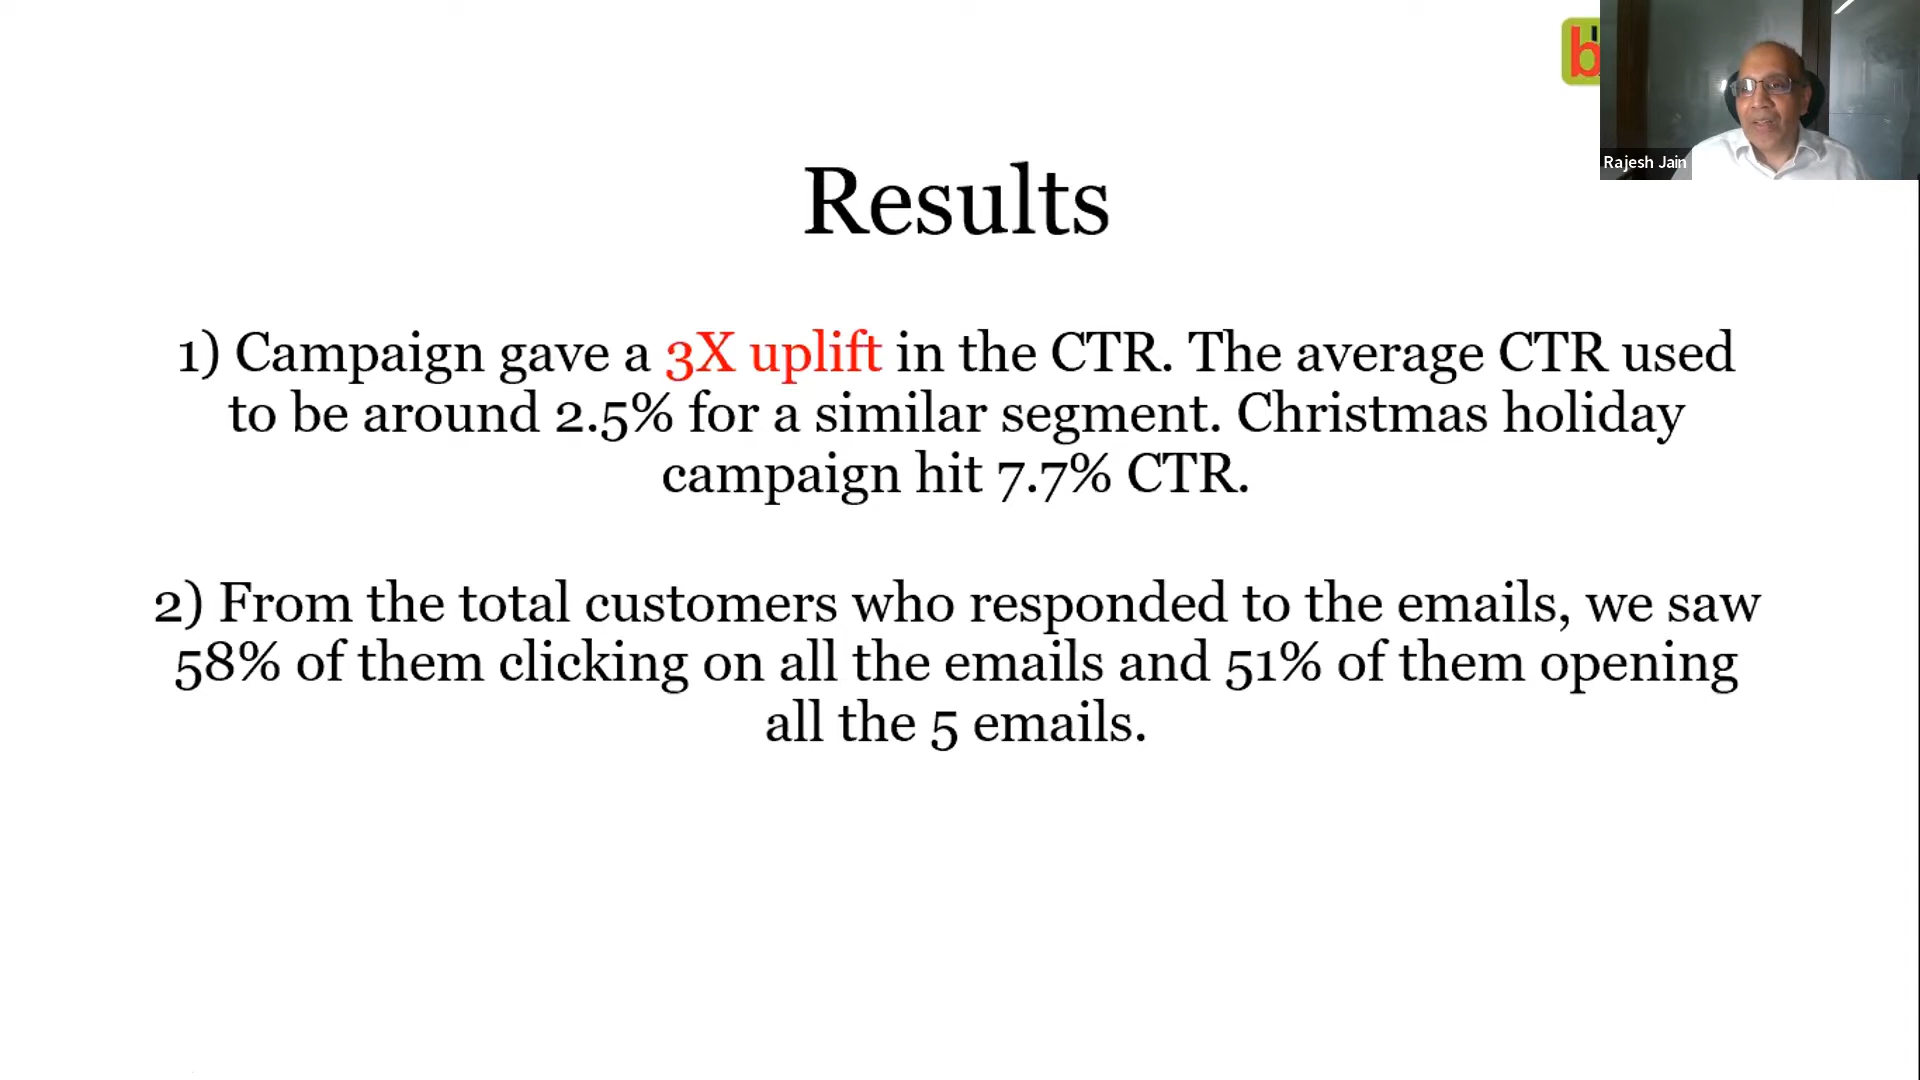 b
Rajesh Jain
Results
1) Campaign gave a 3X uplift in the CTR. The average CTR used
to be around 2.5% for a similar segment. Christmas holiday
campaign hit 7.7% CTR.
2) From the total customers who responded to the emails, we saw
58% of them clicking on all the emails and 51% of them opening
all the 5 emails.